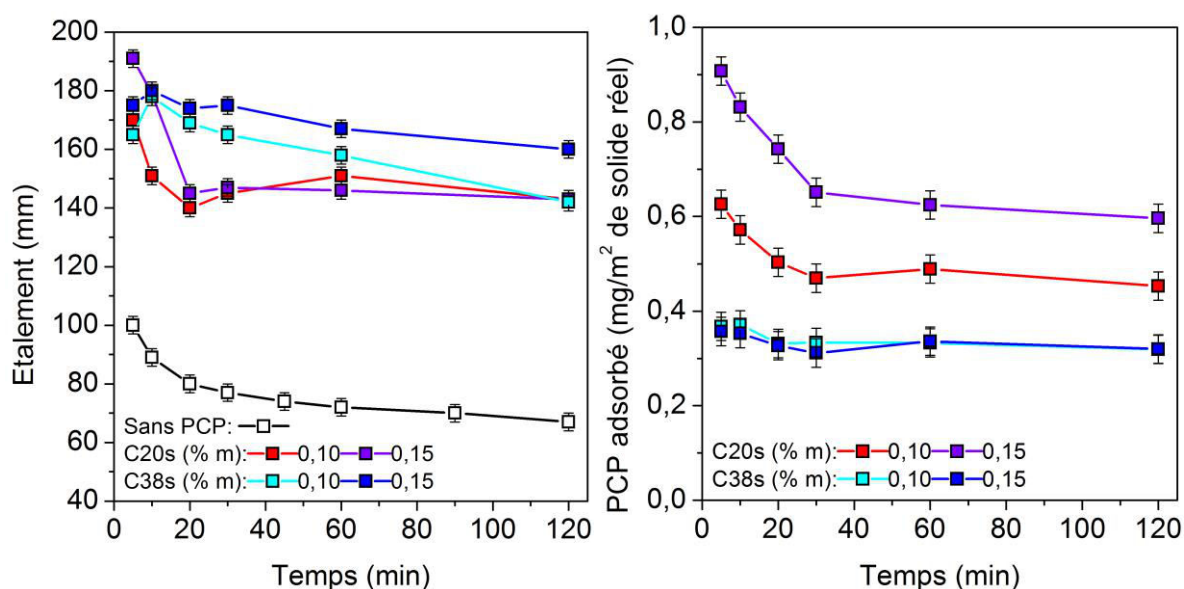 200
180
160
140
120
100
80
60
40
Etalement (mm)
Sans PCP:
C20s (% m): 0,10 0,15
C38s (% m): 0,10 0,15
0 20 40 60 80 100 120
Temps (min)
1,0
0,8
0,6
0,4
0,2
0,0
PCP adsorbé (mg/m² de solide réel)
C20s (% m): 0,10 0,15
C38s (% m): 0,10 0,15
0 20 40 60 80 100 120
Temps (min)